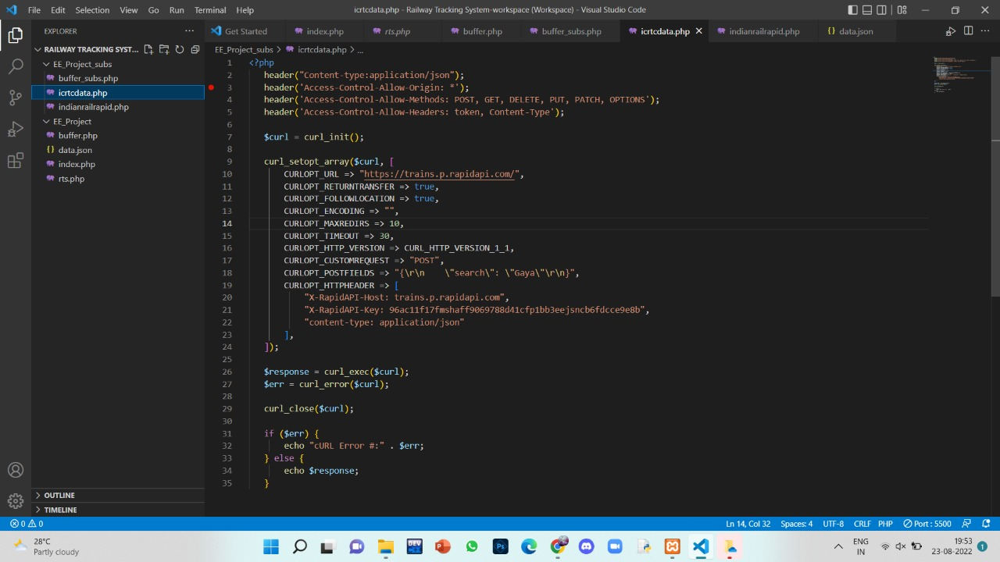 File Edit Selection View Go Run Terminal Help
icrtcdata.php - Railway Tracking System-workspace (Workspace) - Visual Studio Code
EXPLORER
Get Started
index.php
rts.php
buffer.php
buffer_subs.php
icrtcdata.php
indianrailrapid.php
data.json
RAILWAY TRACKING SYST...
EE_Project_subs
buffer_subs.php
icrtcdata.php
indianrailrapid.php
EE_Project
buffer.php
data.json
index.php
rts.php
OUTLINE
TIMELINE
EE_Project_subs > icrtcdata.php > ...
1 <?php
2 header("Content-type:application/json");
3 header('Access-Control-Allow-Origin: *');
4 header('Access-Control-Allow-Methods: POST, GET, DELETE, PUT, PATCH, OPTIONS');
5 header('Access-Control-Allow-Headers: token, Content-Type');
6
7 $curl = curl_init();
8
9 curl_setopt_array($curl, [
10 CURLOPT_URL => "https://trains.p.rapidapi.com/",
11 CURLOPT_RETURNTRANSFER => true,
12 CURLOPT_FOLLOWLOCATION => true,
13 CURLOPT_ENCODING => "",
14 CURLOPT_MAXREDIRS => 10,
15 CURLOPT_TIMEOUT => 30,
16 CURLOPT_HTTP_VERSION => CURL_HTTP_VERSION_1_1,
17 CURLOPT_CUSTOMREQUEST => "POST",
18 CURLOPT_POSTFIELDS => "{\r\n    \"search\": \"Gaya\"\r\n}",
19 CURLOPT_HTTPHEADER => [
20 "X-RapidAPI-Host: trains.p.rapidapi.com",
21 "X-RapidAPI-Key: 96ac11f17fmshaff9069788d41cfp1bb3eejsncb6fdcce9e8b",
22 "content-type: application/json"
23 ],
24 ]);
25
26 $response = curl_exec($curl);
27 $err = curl_error($curl);
28
29 curl_close($curl);
30
31 if ($err) {
32 echo "cURL Error #:" . $err;
33 } else {
34 echo $response;
35 }
0 0
Ln 14, Col 32 Spaces: 4 UTF-8 CRLF PHP Port : 5500
28°C
Partly cloudy
DEV
ENG
IN
19:53
23-08-2022
1